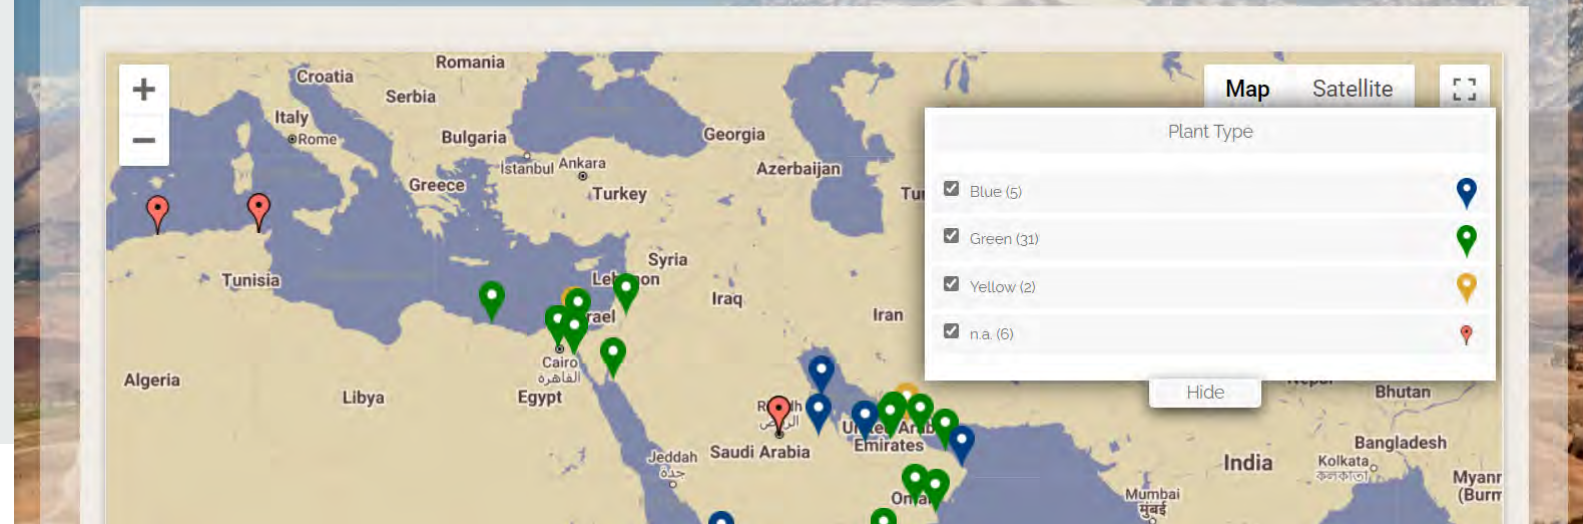 Romania
Croatia
Serbia
Map
Satellite
Italy
Rome
Bulgaria
Georgia
Plant Type
Istanbul
Ankara
Azerbaijan
Greece
Turkey
Blue (5)
Green (31)
Syria
Tunisia
Iraq
Yellow (2)
Iran
n.a. (6)
Cairo
القاهرة
Algeria
Libya
Egypt
Hide
Bhutan
Emirates
Jeddah
جدة
Saudi Arabia
India
Bangladesh
Kolkata
কলকাতা
Mumbai
मुंबई